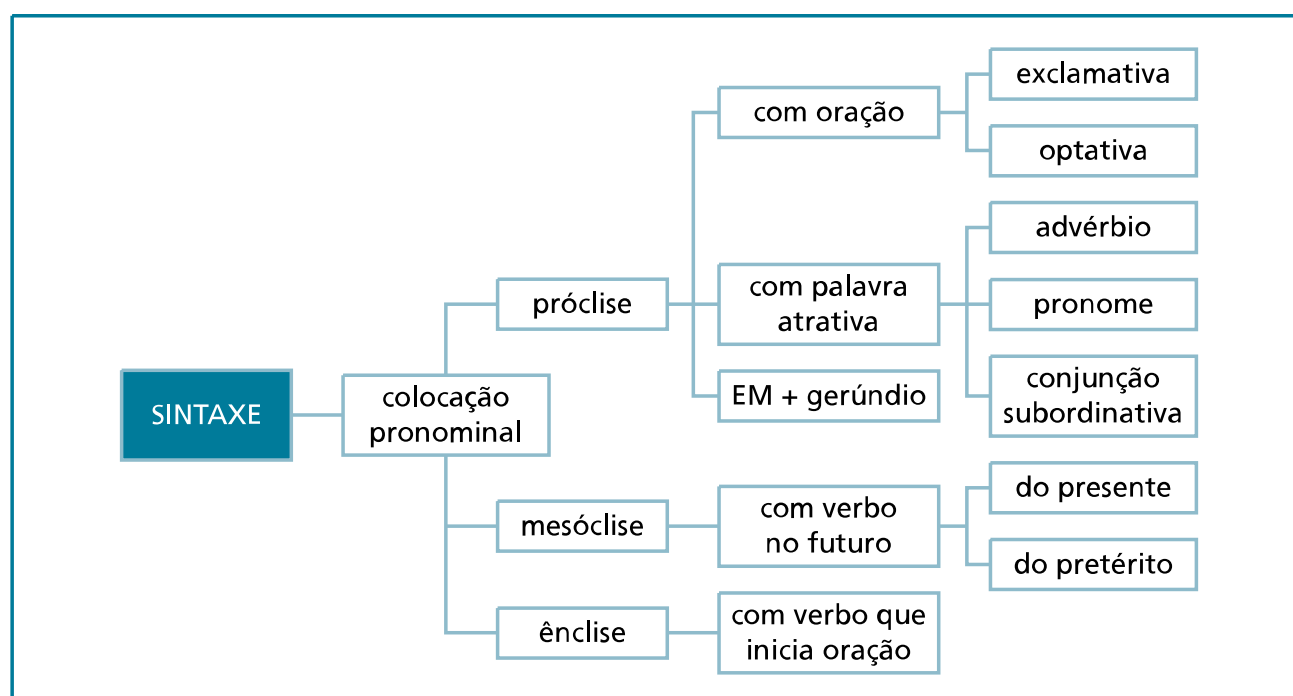 SINTAXE
colocação
pronominal
próclise
com oração
exclamativa
optativa
com palavra
atrativa
advérbio
pronome
conjunção
subordinativa
EM + gerúndio
mesóclise
com verbo
no futuro
do presente
do pretérito
ênclise
com verbo que
inicia oração